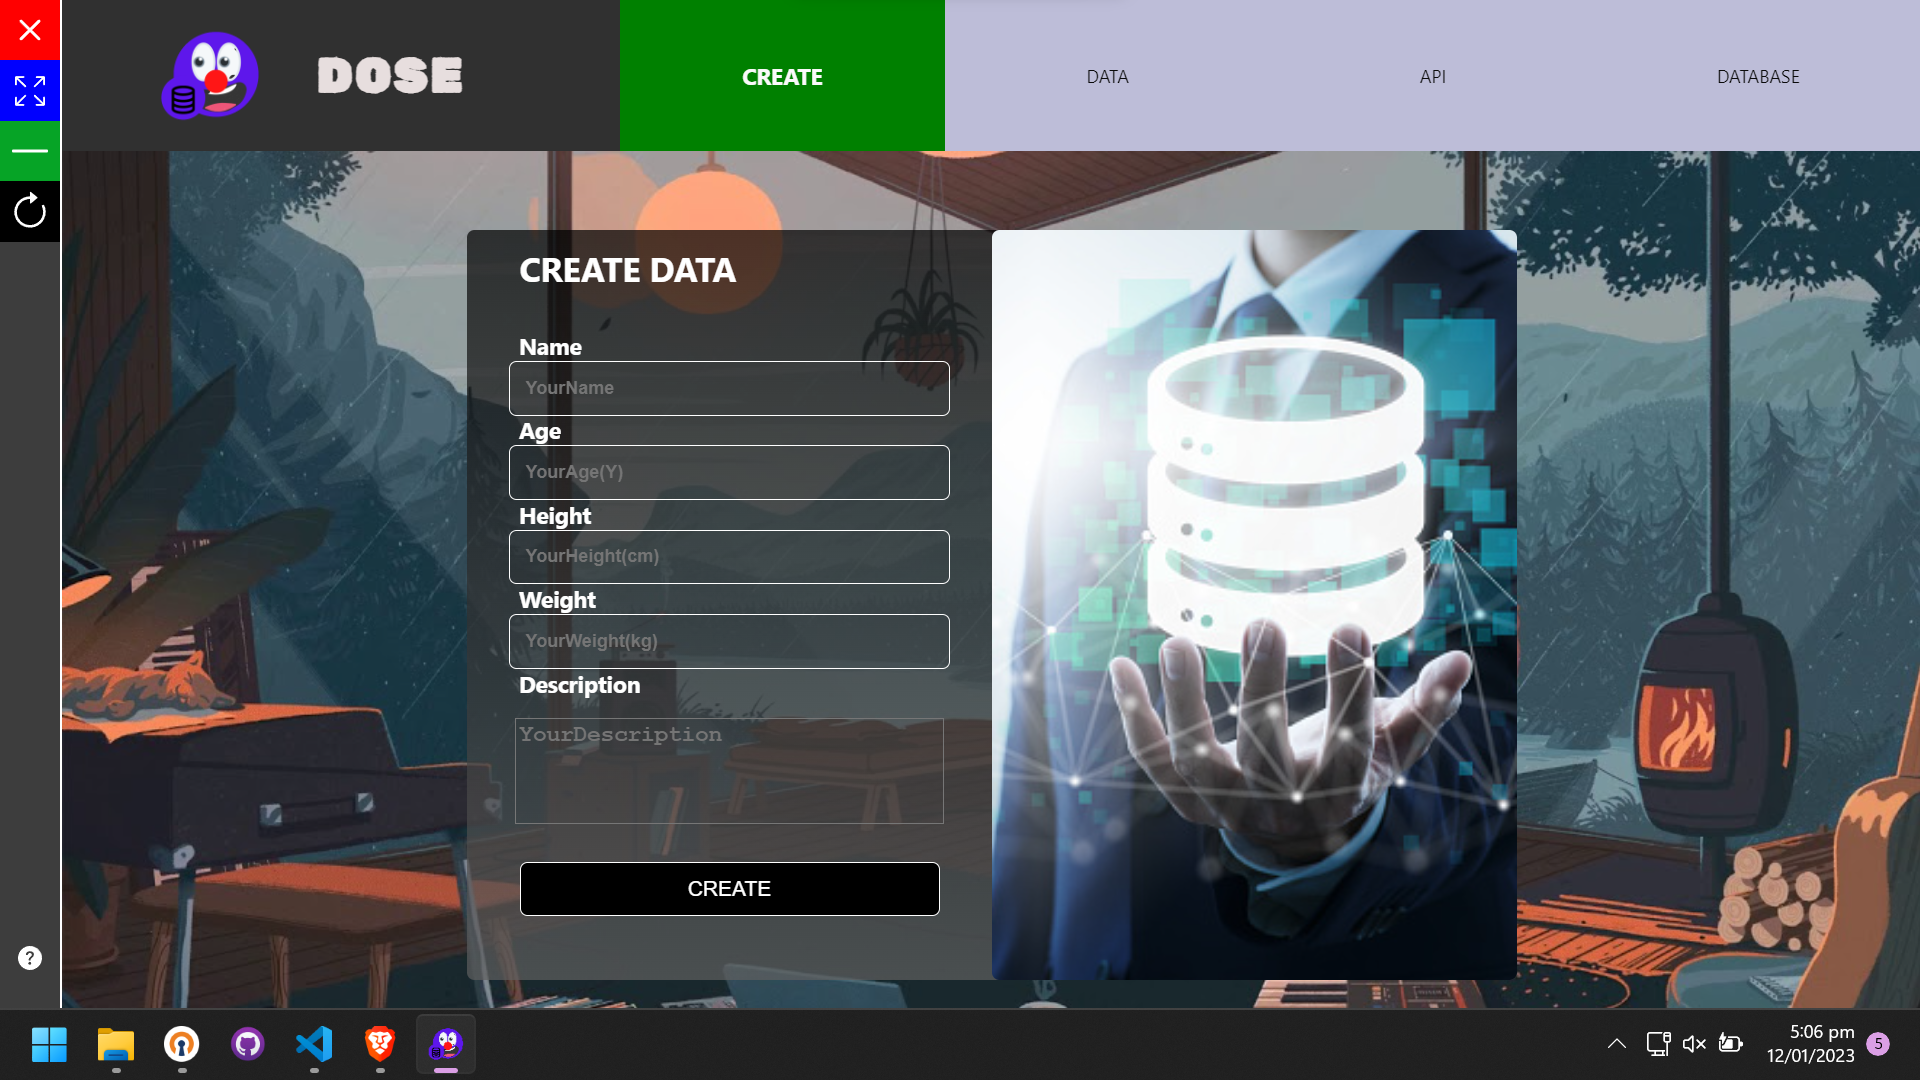 DOSE
CREATE
DATA
API
DATABASE
CREATE DATA
Name
YourName
Age
YourAge(Y)
Height
YourHeight(cm)
Weight
YourWeight(kg)
Description
YourDescription
CREATE
?
5:06 pm
12/01/2023
5